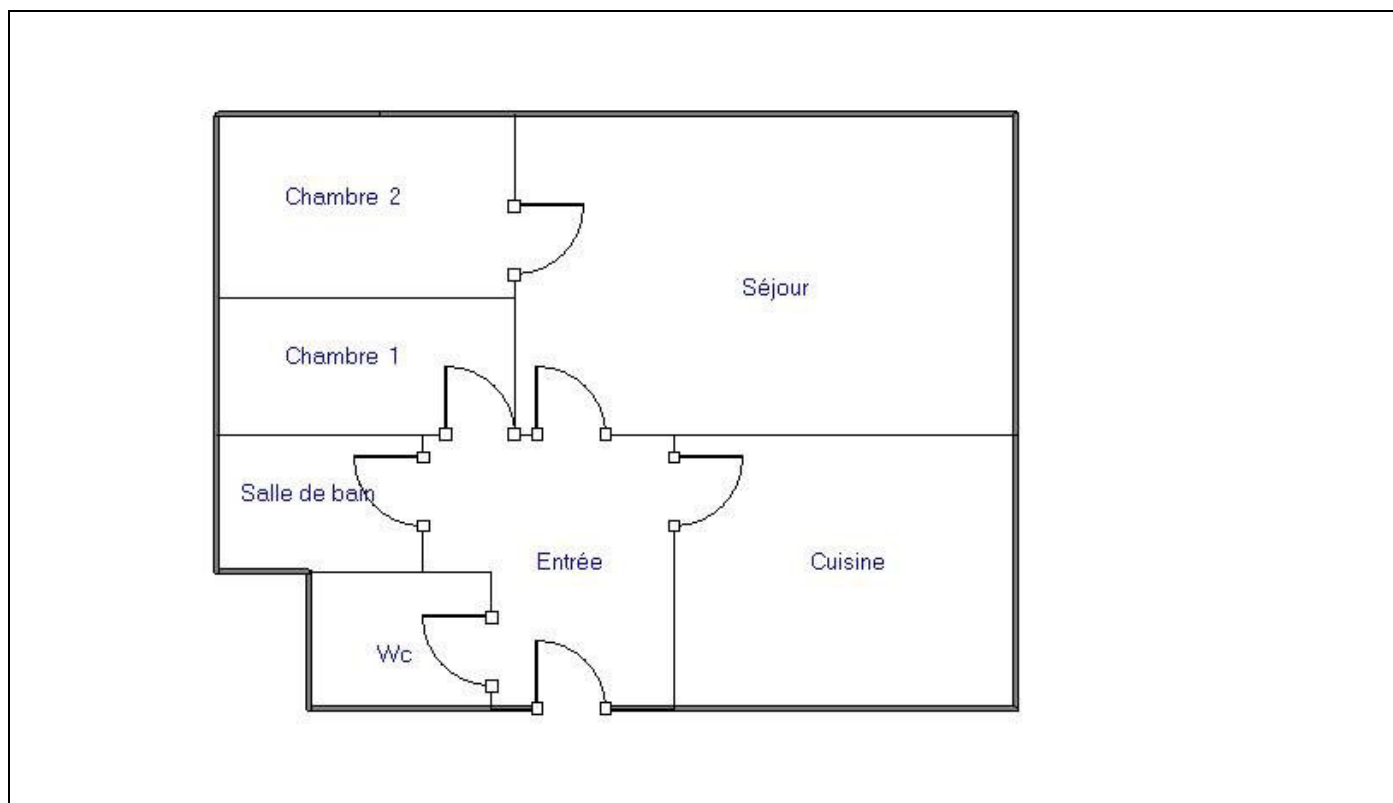 Chambre 2
Séjour
Chambre 1
Salle de bain
Entrée
Cuisine
Wc